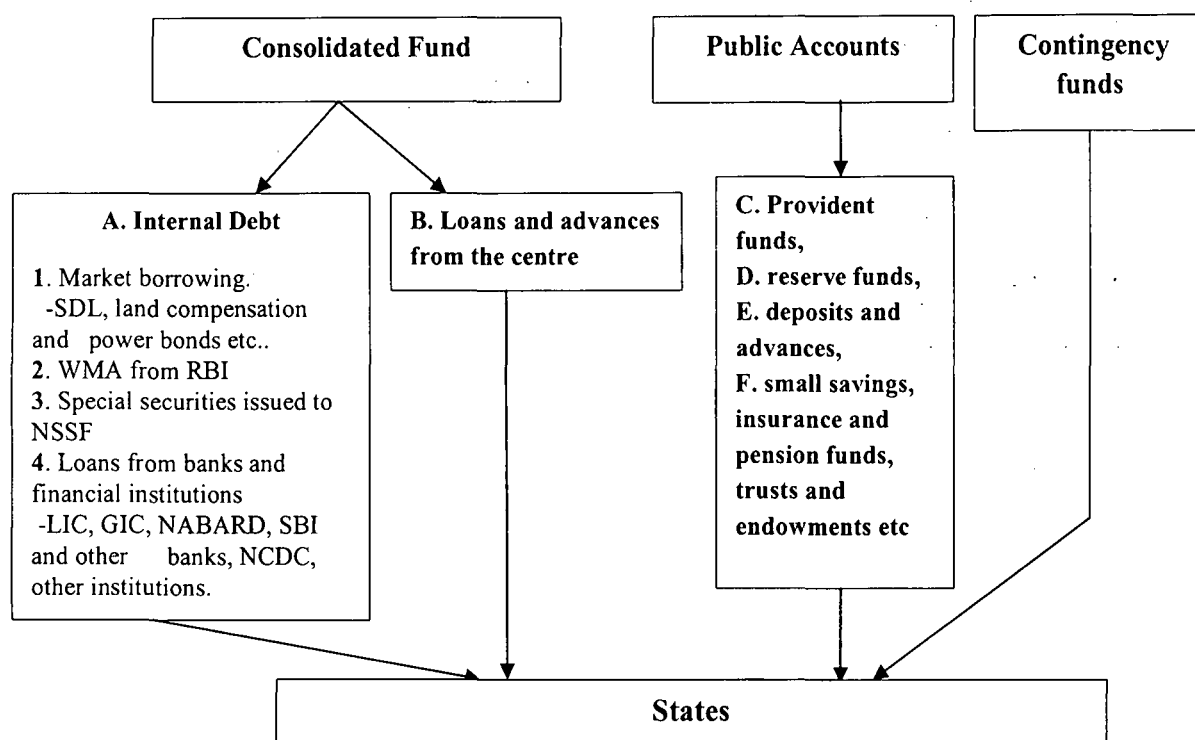 Consolidated Fund
Public Accounts
Contingency
funds
A. Internal Debt
1. Market borrowing.
-SDL, land compensation
and power bonds etc..
2. WMA from RBI
3. Special securities issued to
NSSF
4. Loans from banks and
financial institutions
-LIC, GIC, NABARD, SBI
and other banks, NCDC,
other institutions.
B. Loans and advances
from the centre
C. Provident
funds,
D. reserve funds,
E. deposits and
advances,
F. small savings,
insurance and
pension funds,
trusts and
endowments etc
States